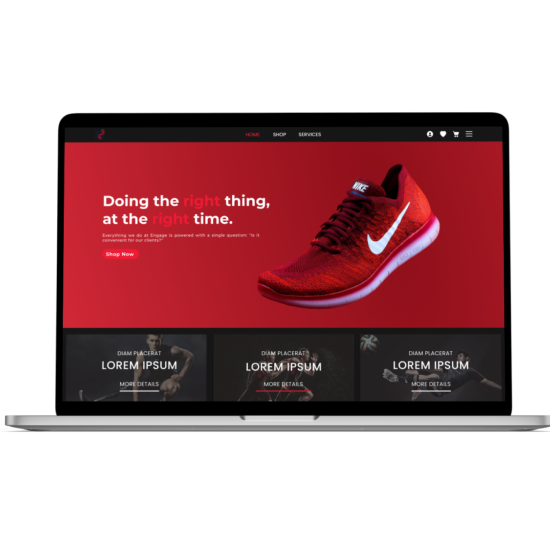 HOME SHOP SERVICES
Doing the right thing,
at the right time.
Everything we do at Engage is powered with a single question: "Is it
convenient for our clients?"
Shop Now
NIKE
DIAM PLACERAT
LOREM IPSUM
MORE DETAILS
DIAM PLACERAT
LOREM IPSUM
MORE DETAILS
DIAM PLACERAT
LOREM IPSUM
MORE DETAILS